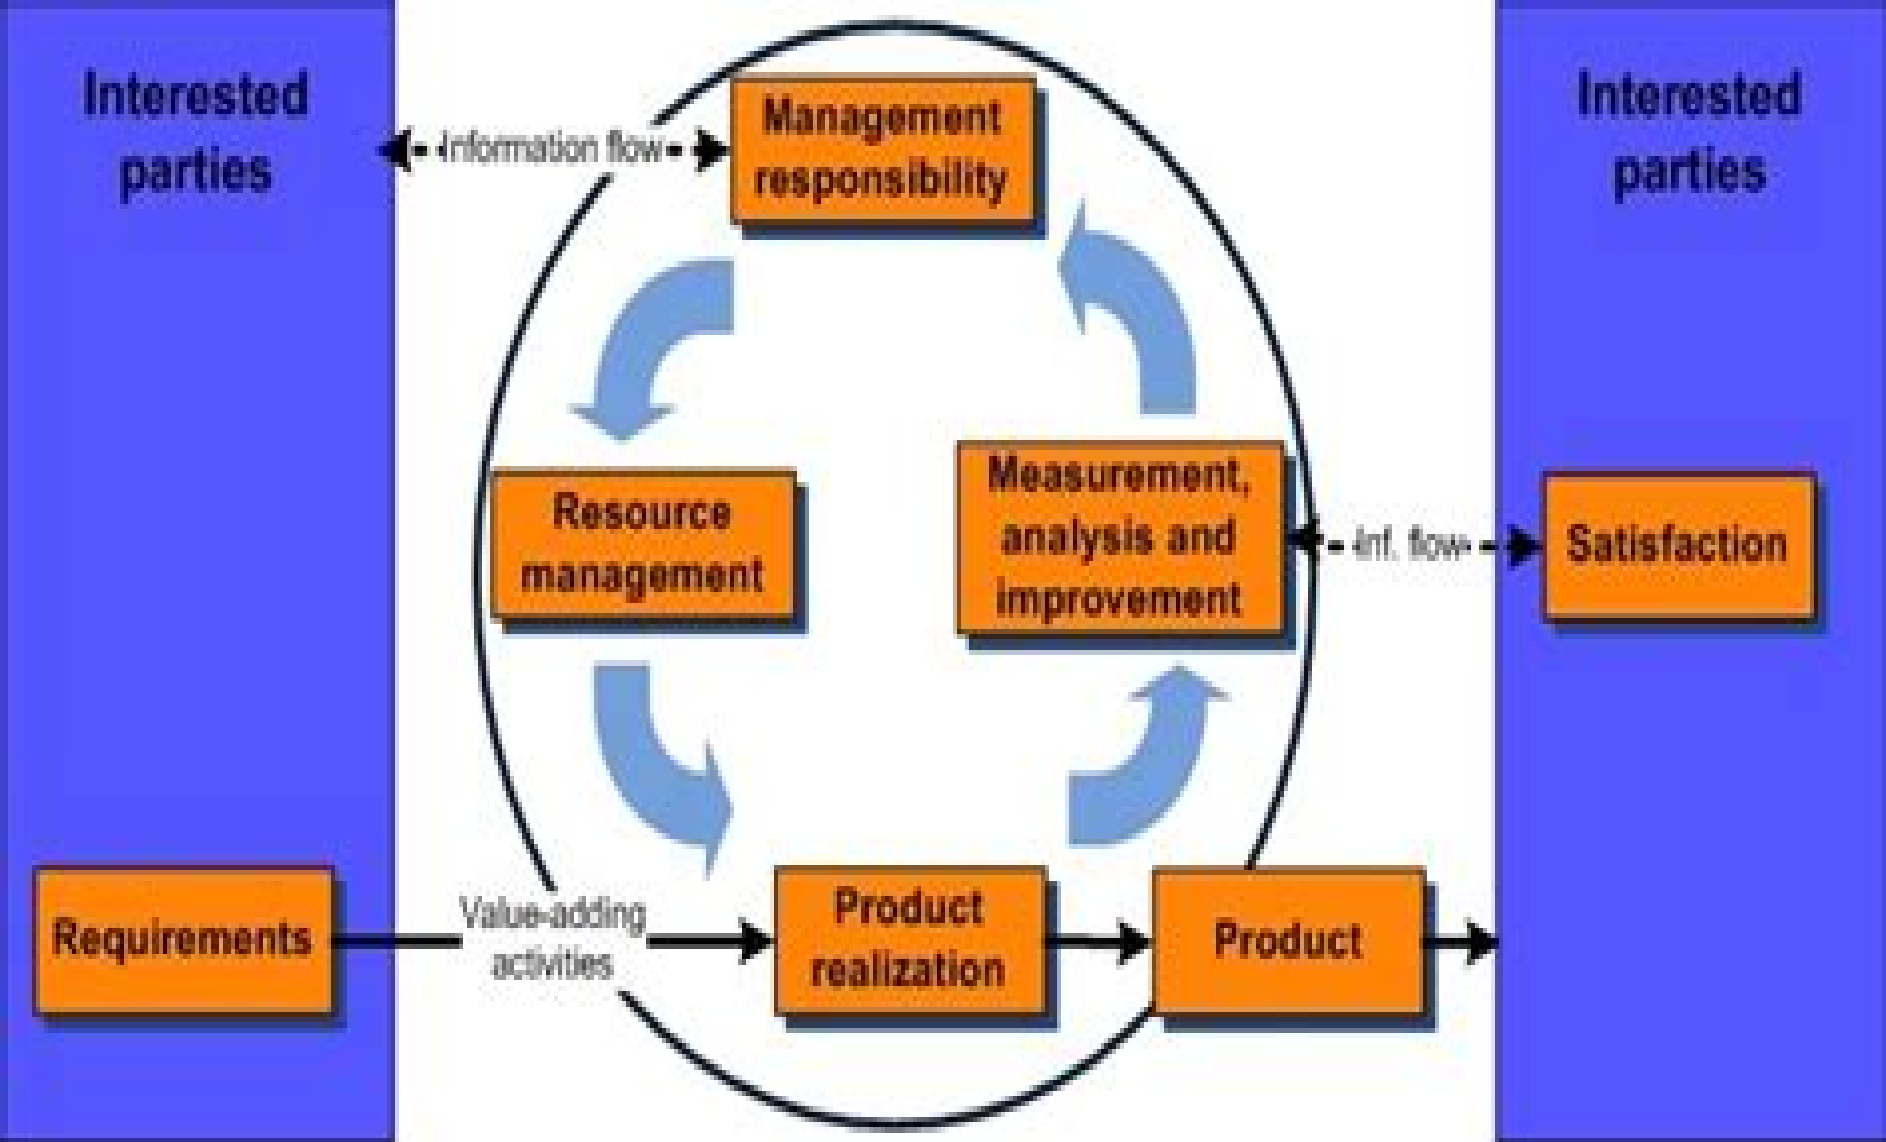 Interested
parties
Information flow
Management
responsibility
Interested
parties
Resource
management
Measurement,
analysis and
improvement
Inf. flow
Satisfaction
Requirements
Value-adding
activities
Product
realization
Product